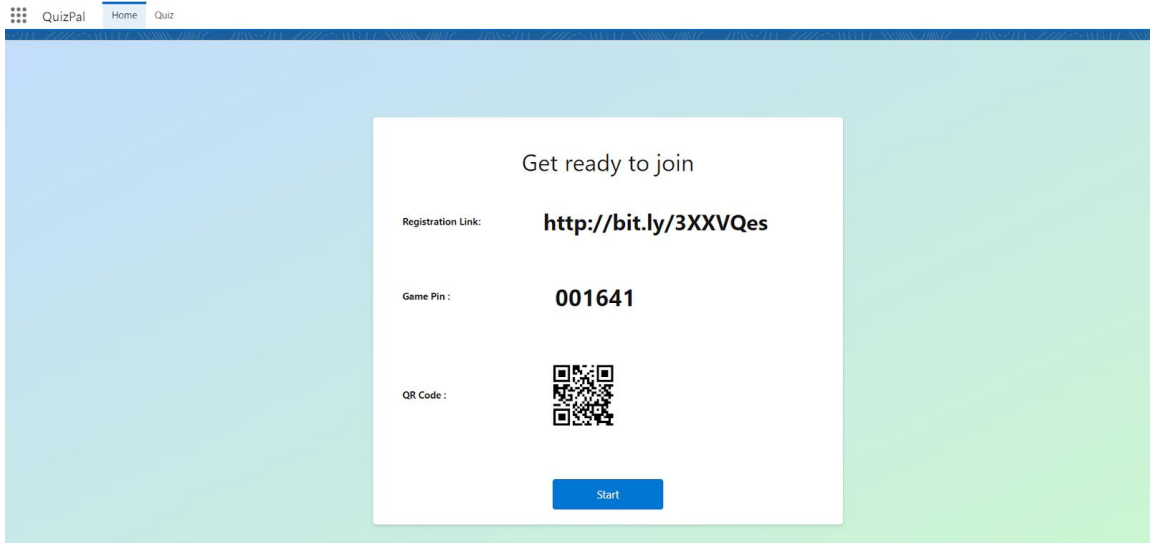 QuizPal Home Quiz
Get ready to join
Registration Link: http://bit.ly/3XXVQes
Game Pin : 001641
QR Code :
Start